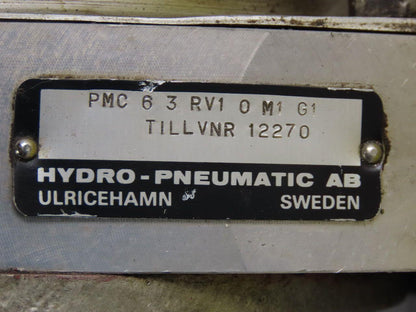 PMC 6 3 RV1 0 M1 G1
TILLVNR 12270
HYDRO-PNEUMATIC AB
ULRICEHAMN SWEDEN